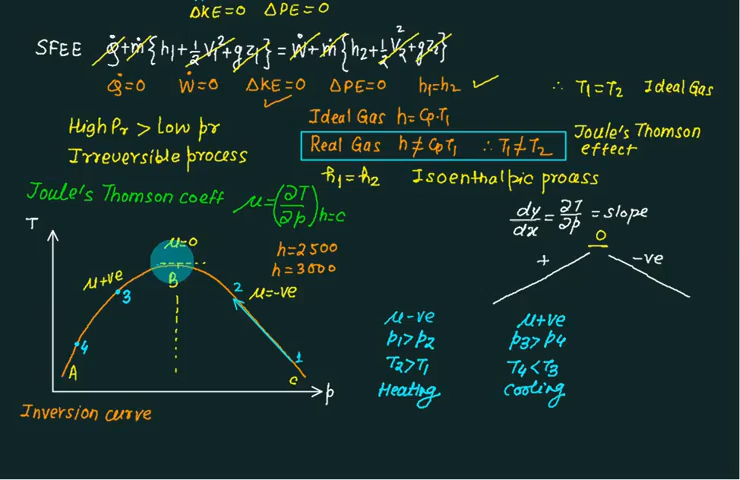 ΔKE=0 ΔPE=0
SFEE Q̇+ṁ{h₁+½V₁²+gZ₁}=Ẇ+ṁ{h₂+½V₂²+gZ₂}
Q̇=0 Ẇ=0 ΔKE=0 ΔPE=0 h₁=h₂ ✓ ∴ T₁=T₂ Ideal Gas
High Pr > Low pr
Irreversible process
Ideal Gas h=Cp.T₁
Real Gas h≠CpT₁ ∴ T₁≠T₂
Joule's Thomson
effect
h₁=h₂ Isoenthalpic process
Joule's Thomson coeff μ=(∂T/∂p)h=c
dy/dx=∂T/∂p=slope
T
μ=0
h=2500
h=3000
0
+ -ve
μ+ve
B
3
2
μ=-ve
4
1
A
C
p
μ-ve
p₁>p₂
T₂>T₁
Heating
μ+ve
p₃>p₄
T₄<T₃
Cooling
Inversion curve